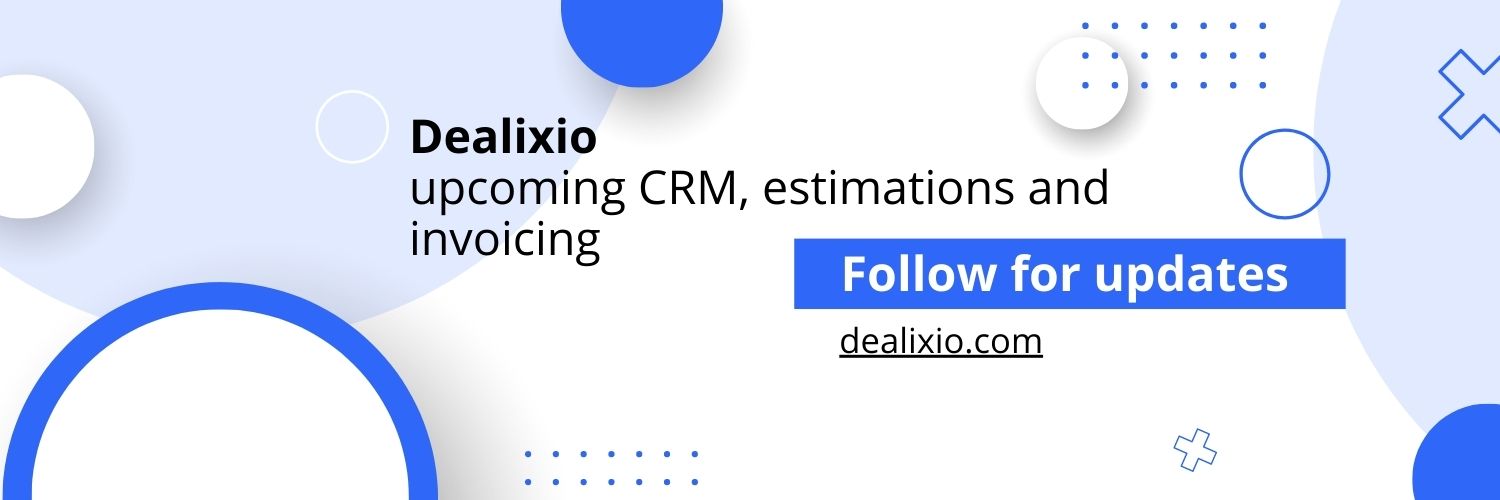 Dealixio
upcoming CRM, estimations and
invoicing
Follow for updates
dealixio.com